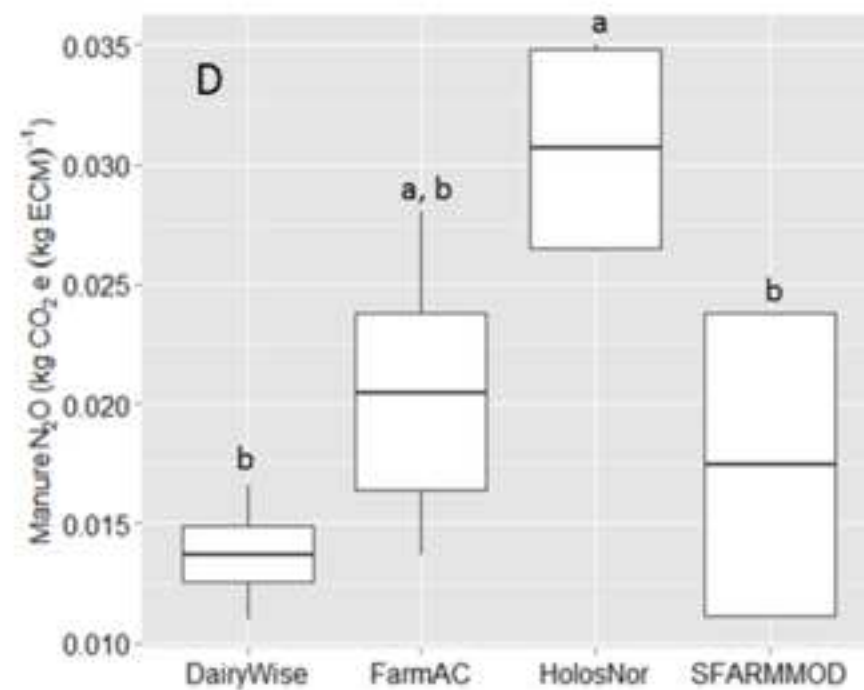 D
Manure N₂O (kg CO₂ e (kg ECM)⁻¹)
0.035
0.030
0.025
0.020
0.015
0.010
b
a, b
a
b
DairyWise FarmAC HolosNor SFARMMOD